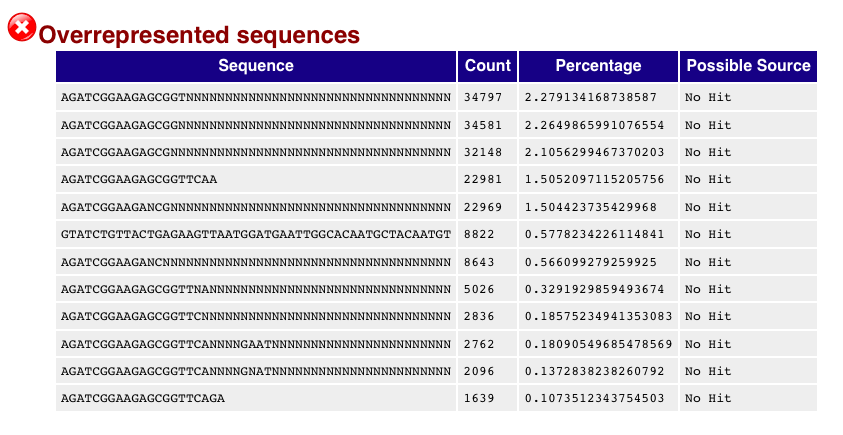 Overrepresented sequences
Sequence Count Percentage Possible Source
AGATCGGAAGAGCGGTNNNNNNNNNNNNNNNNNNNNNNNNNNNNNNNNNN 34797 2.279134168738587 No Hit
AGATCGGAAGAGCGGNNNNNNNNNNNNNNNNNNNNNNNNNNNNNNNNNNN 34581 2.2649865991076554 No Hit
AGATCGGAAGAGCGNNNNNNNNNNNNNNNNNNNNNNNNNNNNNNNNNNNN 32148 2.1056299467370203 No Hit
AGATCGGAAGAGCGGTTCAA 22981 1.5052097115205756 No Hit
AGATCGGAAGANCGNNNNNNNNNNNNNNNNNNNNNNNNNNNNNNNNNNNN 22969 1.504423735429968 No Hit
GTATCTGTTACTGAGAAGTTAATGGATGAATTGGCACAATGCTACAATGT 8822 0.5778234226114841 No Hit
AGATCGGAAGANCNNNNNNNNNNNNNNNNNNNNNNNNNNNNNNNNNNNNN 8643 0.566099279259925 No Hit
AGATCGGAAGAGCGGTTNANNNNNNNNNNNNNNNNNNNNNNNNNNNNNNN 5026 0.3291929859493674 No Hit
AGATCGGAAGAGCGGTTCNNNNNNNNNNNNNNNNNNNNNNNNNNNNNNNN 2836 0.18575234941353083 No Hit
AGATCGGAAGAGCGGTTCANNNNGAATNNNNNNNNNNNNNNNNNNNNNNN 2762 0.18090549685478569 No Hit
AGATCGGAAGAGCGGTTCANNNNGNATNNNNNNNNNNNNNNNNNNNNNNN 2096 0.1372838238260792 No Hit
AGATCGGAAGAGCGGTTCAGA 1639 0.1073512343754503 No Hit